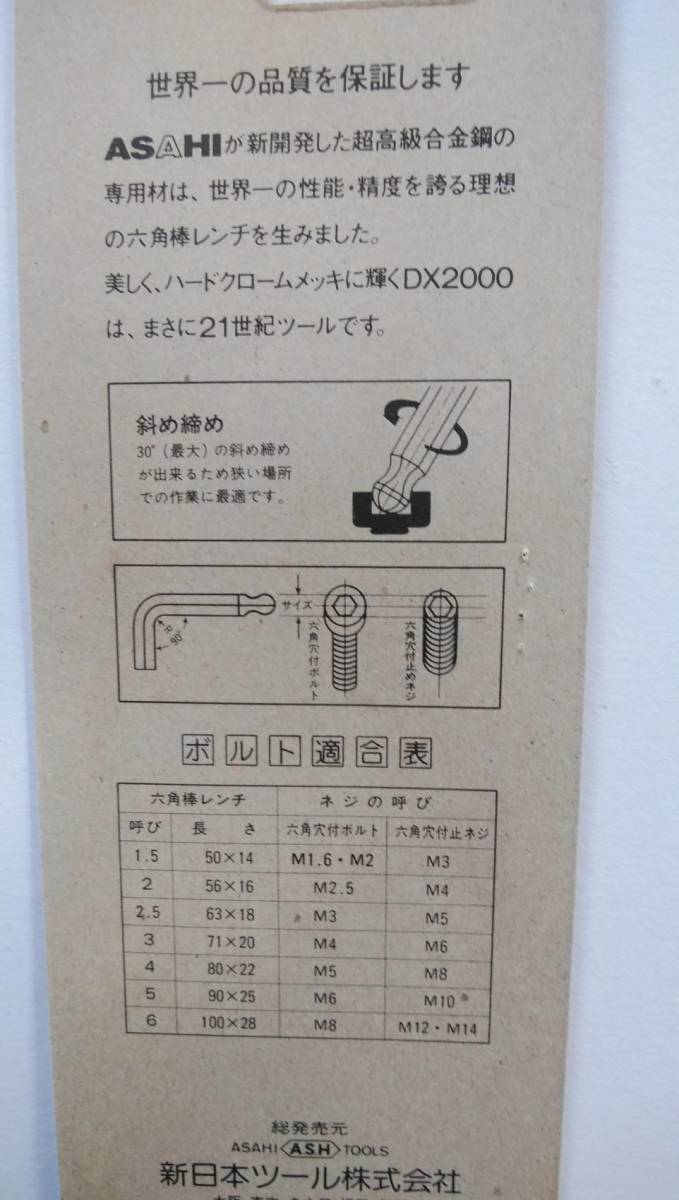 世界一の品質を保証します
ASAHIが新開発した超高級合金鋼の
専用材は、世界一の性能・精度を誇る理想
の六角棒レンチを生みました。
美しく、ハードクロームメッキに輝くDX2000
は、まさに21世紀ツールです。
斜め締め
30°(最大)の斜め締め
が出来るため狭い場所
での作業に最適です。
サイズ
R
90°
六角穴付ボルト
六角穴付止めネジ
ボルト適合表
六角棒レンチ ネジの呼び
呼び 長さ 六角穴付ボルト 六角穴付止ネジ
1.5 50×14 M1.6・M2 M3
2 56×16 M2.5 M4
2.5 63×18 M3 M5
3 71×20 M4 M6
4 80×22 M5 M8
5 90×25 M6 M10
6 100×28 M8 M12・M14
総発売元
ASAHI ASH TOOLS
新日本ツール株式会社